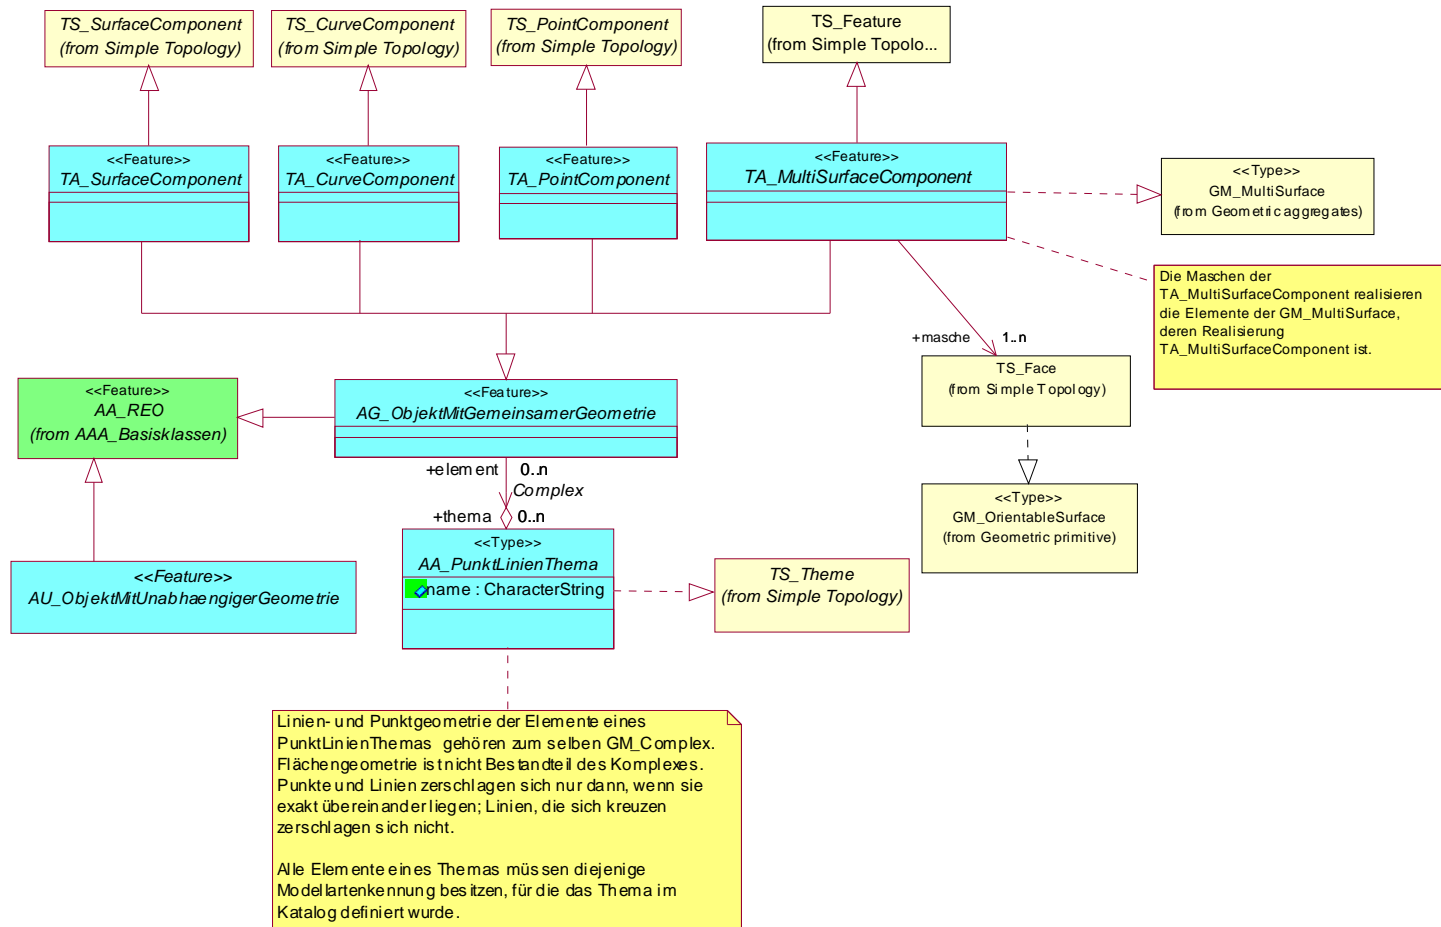 TS_SurfaceComponent
(from Simple Topology)
TS_CurveComponent
(from Simple Topology)
TS_PointComponent
(from Simple Topology)
TS_Feature
(from Simple Topolo...
<<Feature>>
TA_SurfaceComponent
<<Feature>>
TA_CurveComponent
<<Feature>>
TA_PointComponent
<<Feature>>
TA_MultiSurfaceComponent
<<Type>>
GM_MultiSurface
(from Geometric aggregates)
Die Maschen der
TA_MultiSurfaceComponent realisieren
die Elemente der GM_MultiSurface,
deren Realisierung
TA_MultiSurfaceComponent ist.
+masche
1..n
TS_Face
(from Simple Topology)
<<Feature>>
AA_REO
(from AAA_Basisklassen)
<<Feature>>
AG_ObjektMitGemeinsamerGeometrie
+element
0..n
Complex
+thema
0..n
<<Type>>
GM_OrientableSurface
(from Geometric primitive)
<<Type>>
AA_PunktLinienThema
name : CharacterString
<<Feature>>
AU_ObjektMitUnabhaengigerGeometrie
TS_Theme
(from Simple Topology)
Linien- und Punktgeometrie der Elemente eines
PunktLinienThemas gehören zum selben GM_Complex.
Flächengeometrie ist nicht Bestandteil des Komplexes.
Punkte und Linien zerschlagen sich nur dann, wenn sie
exakt übereinander liegen; Linien, die sich kreuzen
zerschlagen sich nicht.
Alle Elemente eines Themas müssen diejenige
Modellartenkennung besitzen, für die das Thema im
Katalog definiert wurde.